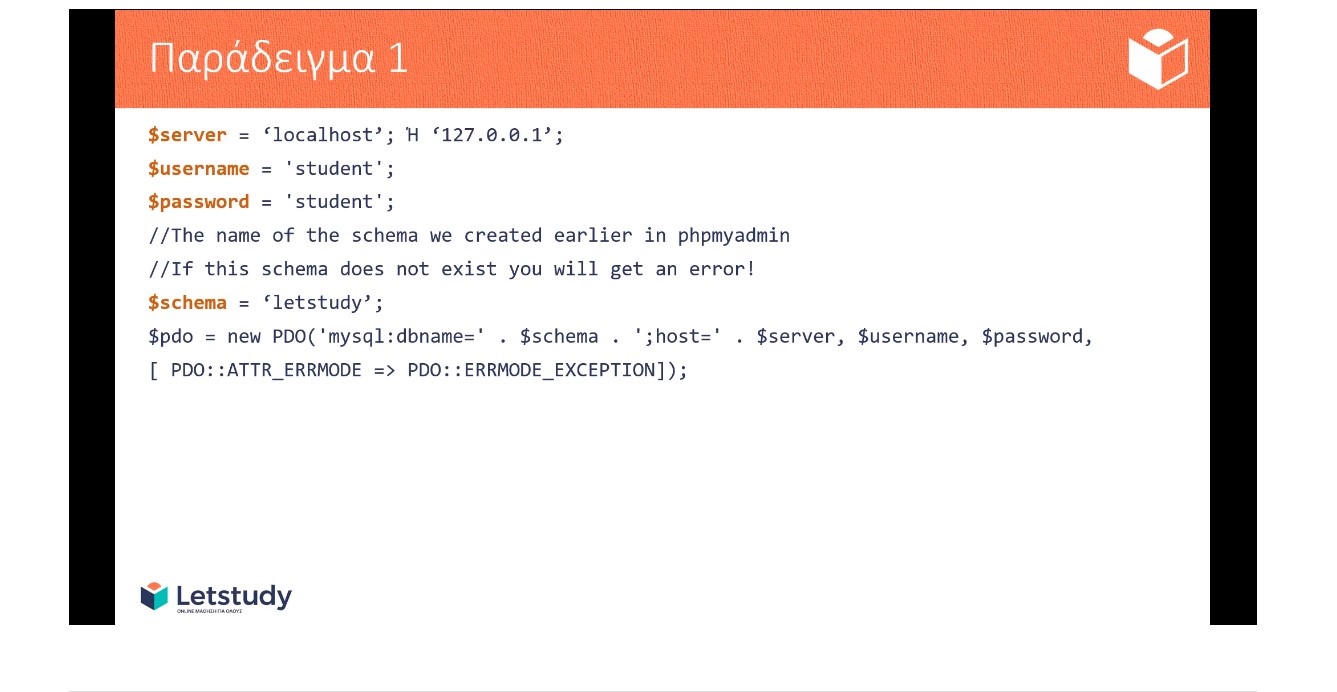 Παράδειγμα 1
$server = ‘localhost’; Ή ‘127.0.0.1’;
$username = 'student';
$password = 'student';
//The name of the schema we created earlier in phpmyadmin
//If this schema does not exist you will get an error!
$schema = ‘letstudy’;
$pdo = new PDO('mysql:dbname=' . $schema . ';host=' . $server, $username, $password,
[ PDO::ATTR_ERRMODE => PDO::ERRMODE_EXCEPTION]);
Letstudy
ONLINE ΜΑΘΗΣΗ ΓΙΑ ΟΛΟΥΣ